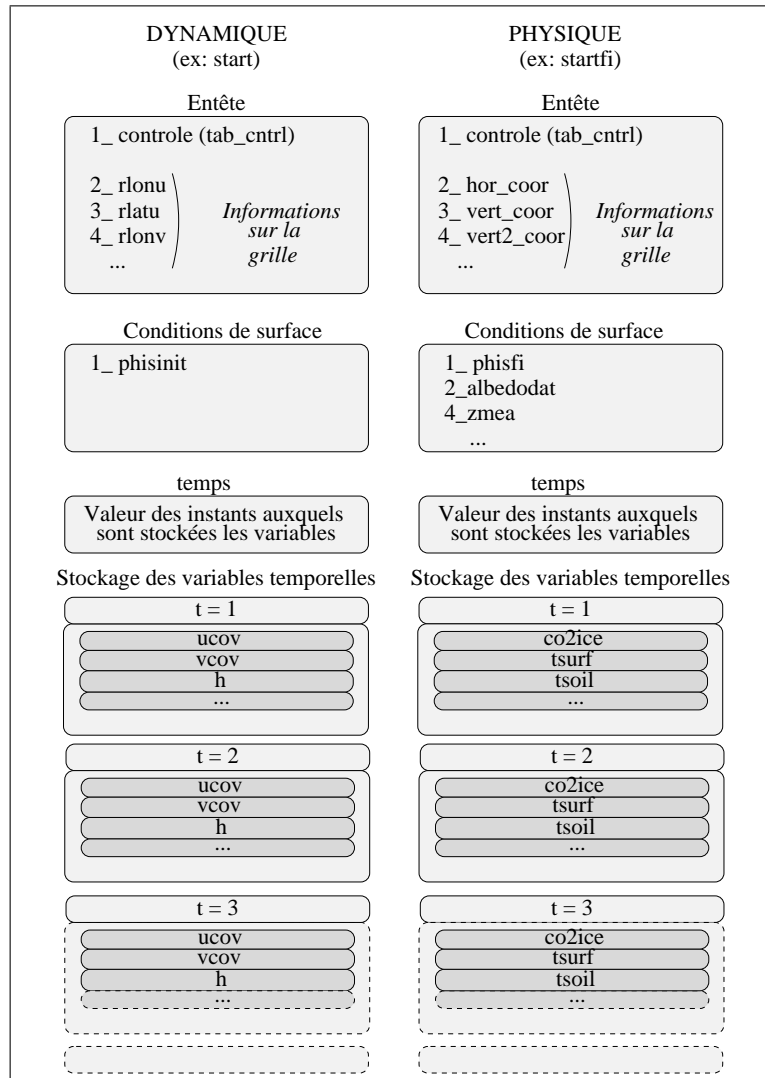 DYNAMIQUE
(ex: start)
Entête
1_ controle (tab_cntrl)
2_ rlonu
3_ rlatu
4_ rlonv
...
Informations
sur la
grille
Conditions de surface
1_ phisinit
temps
Valeur des instants auxquels
sont stockées les variables
Stockage des variables temporelles
t = 1
ucov
vcov
h
...
t = 2
ucov
vcov
h
...
t = 3
ucov
vcov
h
...
PHYSIQUE
(ex: startfi)
Entête
1_ controle (tab_cntrl)
2_ hor_coor
3_ vert_coor
4_ vert2_coor
...
Informations
sur la
grille
Conditions de surface
1_ phisfi
2_albedodat
4_zmea
...
temps
Valeur des instants auxquels
sont stockées les variables
Stockage des variables temporelles
t = 1
co2ice
tsurf
tsoil
...
t = 2
co2ice
tsurf
tsoil
...
t = 3
co2ice
tsurf
tsoil
...